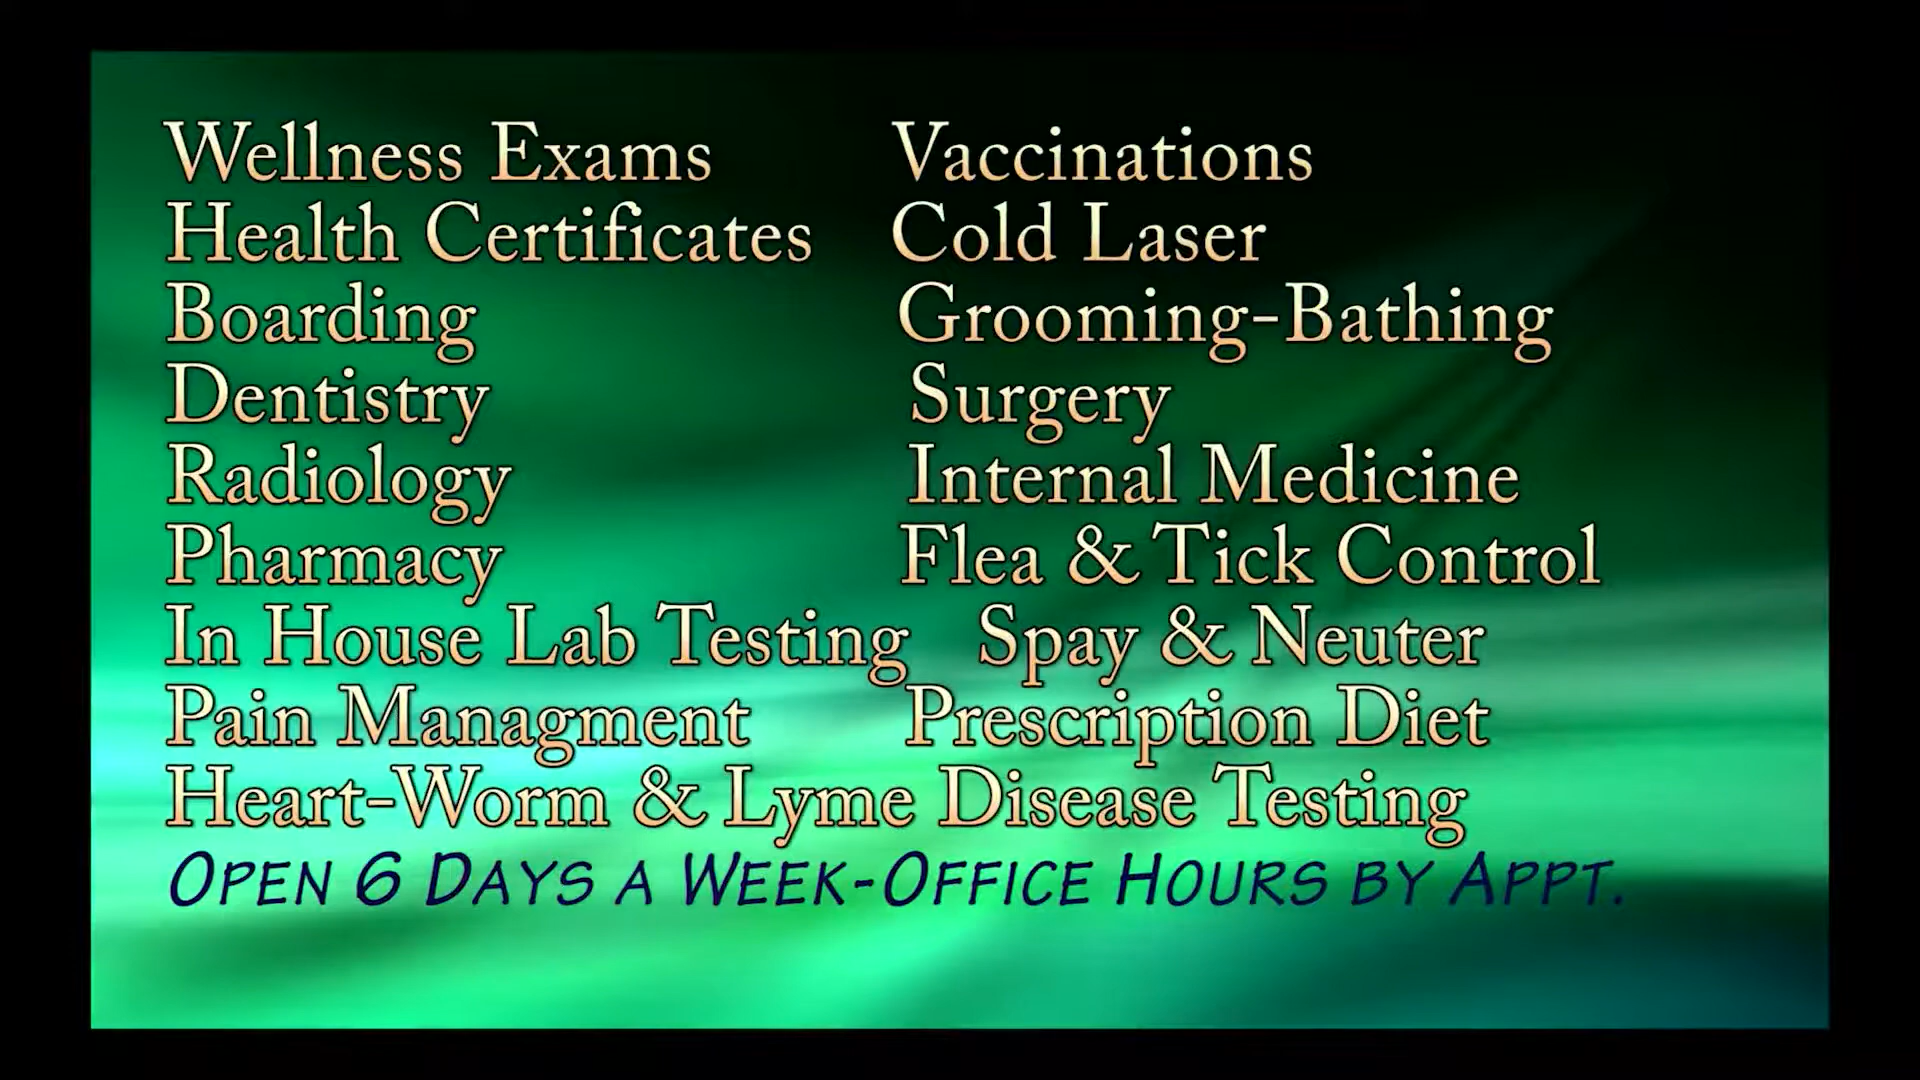 Wellness Exams Vaccinations
Health Certificates Cold Laser
Boarding Grooming-Bathing
Dentistry Surgery
Radiology Internal Medicine
Pharmacy Flea & Tick Control
In House Lab Testing Spay & Neuter
Pain Managment Prescription Diet
Heart-Worm & Lyme Disease Testing
OPEN 6 DAYS A WEEK-OFFICE HOURS BY APPT.